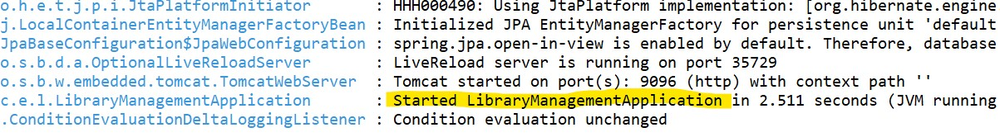 o.h.e.t.j.p.i.JtaPlatformInitiator : HHH000490: Using JtaPlatform implementation: [org.hibernate.engine
j.LocalContainerEntityManagerFactoryBean : Initialized JPA EntityManagerFactory for persistence unit 'default
JpaBaseConfiguration$JpaWebConfiguration : spring.jpa.open-in-view is enabled by default. Therefore, database
o.s.b.d.a.OptionalLiveReloadServer : LiveReload server is running on port 35729
o.s.b.w.embedded.tomcat.TomcatWebServer : Tomcat started on port(s): 9096 (http) with context path ''
c.e.l.LibraryManagementApplication : Started LibraryManagementApplication in 2.511 seconds (JVM running
.ConditionEvaluationDeltaLoggingListener : Condition evaluation unchanged